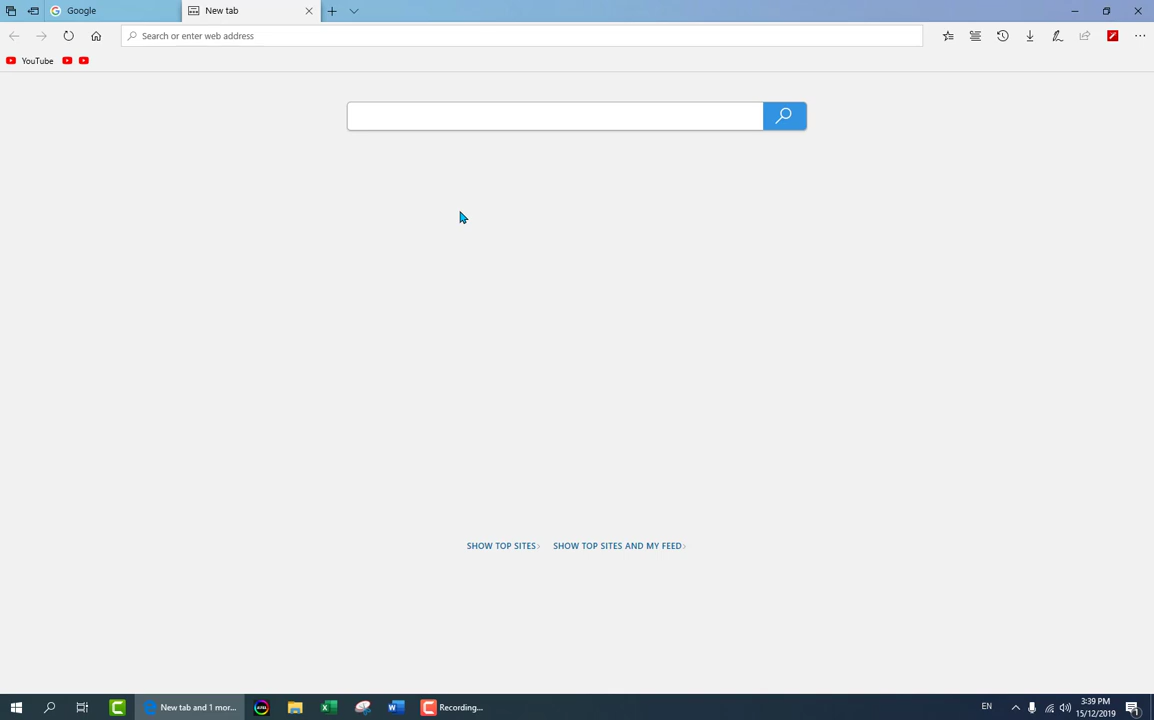 Google
New tab
Search or enter web address
YouTube
SHOW TOP SITES
SHOW TOP SITES AND MY FEED
New tab and 1 mor...
Recording...
EN
3:39 PM
15/12/2019
1